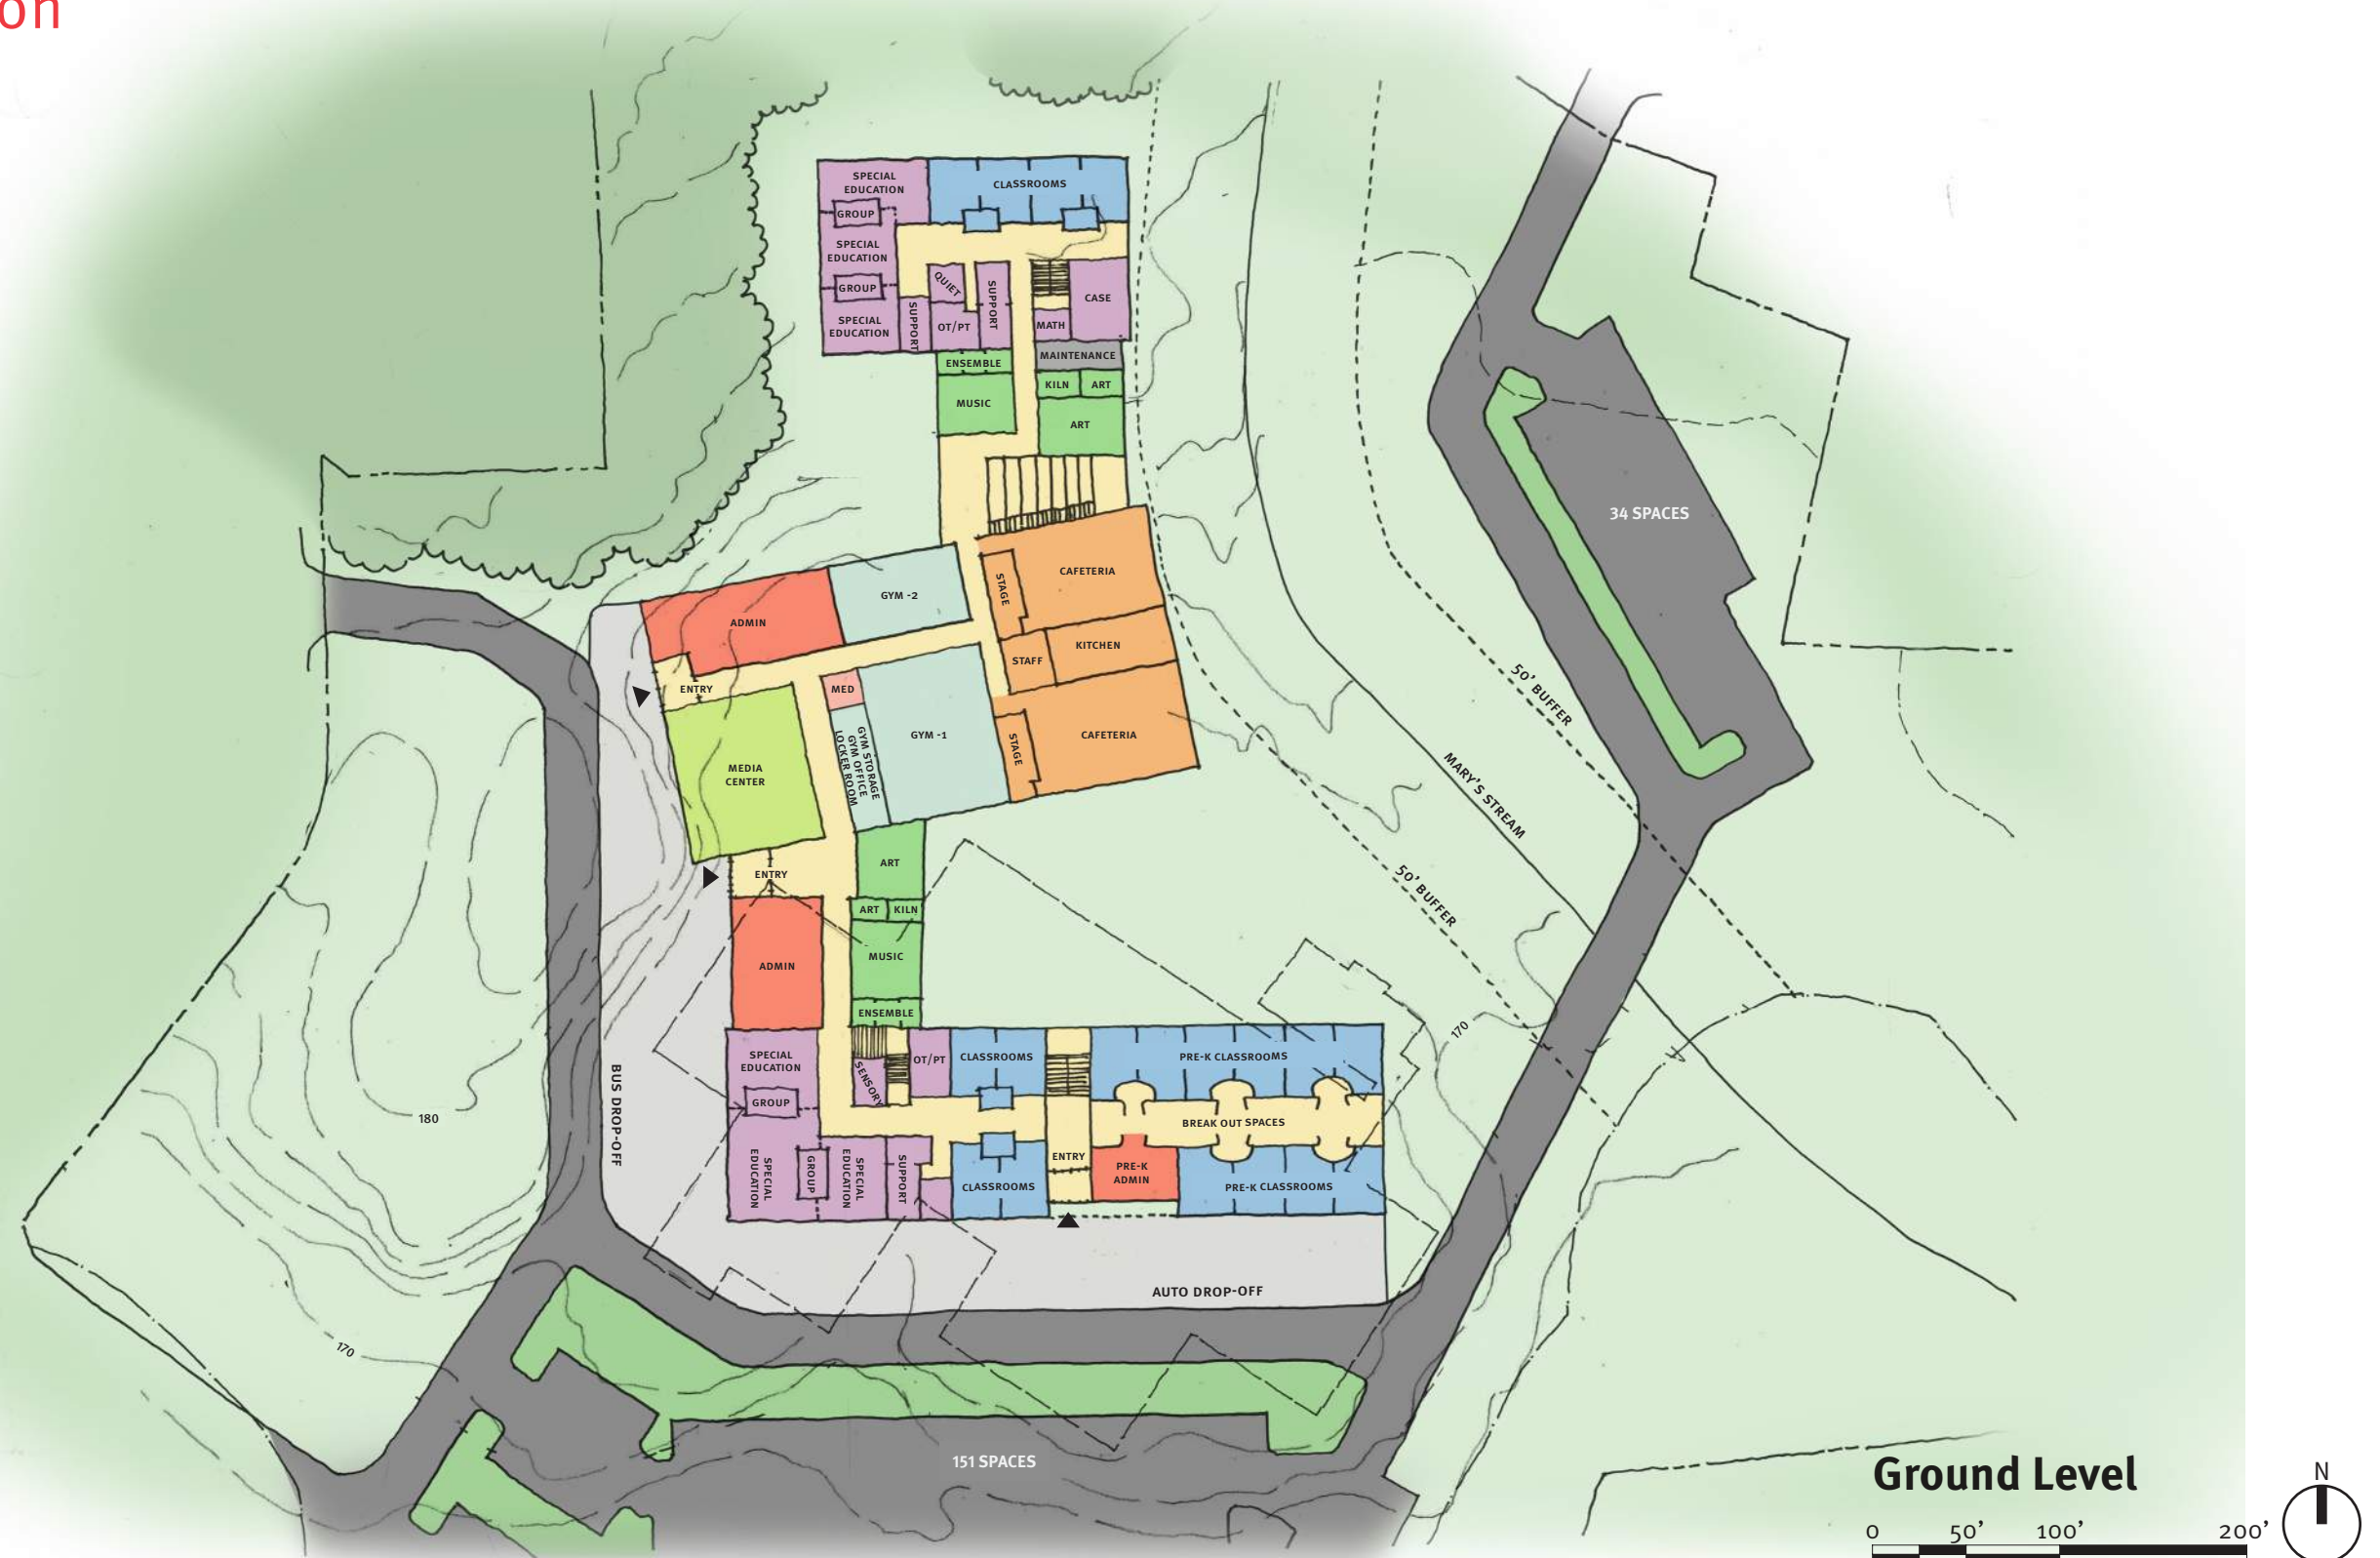 on
SPECIAL
EDUCATION
CLASSROOMS
GROUP
SPECIAL
EDUCATION
QUIET
SUPPORT
CASE
GROUP
SPECIAL
EDUCATION
SUPPORT
OT/PT
MATH
MAINTENANCE
ENSEMBLE
KILN
ART
MUSIC
ART
34 SPACES
CAFETERIA
STAGE
GYM -2
ADMIN
KITCHEN
STAFF
ENTRY
MED
50' BUFFER
GYM -1
CAFETERIA
STAGE
GYM STORAGE
GYM OFFICE
LOCKER ROOM
MEDIA
CENTER
MARY'S STREAM
ART
ENTRY
50' BUFFER
ART
KILN
MUSIC
ADMIN
ENSEMBLE
170
SPECIAL
EDUCATION
SENSORY
OT/PT
CLASSROOMS
PRE-K CLASSROOMS
GROUP
BUS DROP-OFF
180
BREAK OUT SPACES
ENTRY
SPECIAL
EDUCATION
GROUP
SPECIAL
EDUCATION
SUPPORT
CLASSROOMS
PRE-K
ADMIN
PRE-K CLASSROOMS
AUTO DROP-OFF
170
151 SPACES
Ground Level
N
0 50' 100' 200'